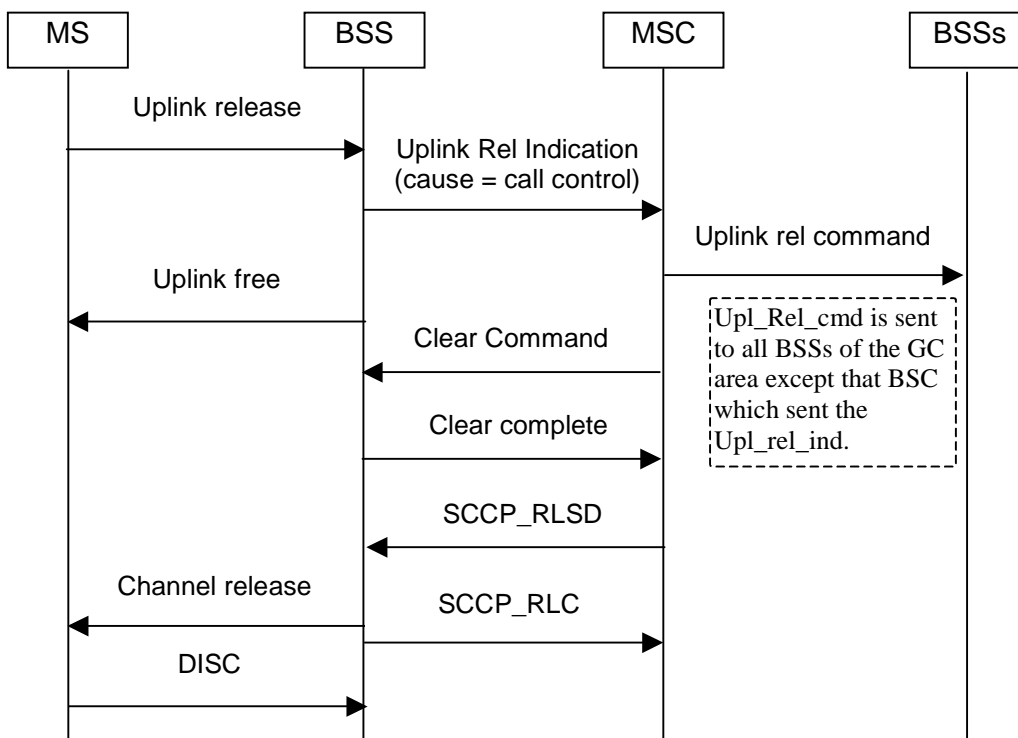 MS
BSS
MSC
BSSs
Uplink release
Uplink Rel Indication
(cause = call control)
Uplink rel command
Uplink free
Upl_Rel_cmd is sent
to all BSSs of the GC
area except that BSC
which sent the
Upl_rel_ind.
Clear Command
Clear complete
SCCP_RLSD
Channel release
SCCP_RLC
DISC